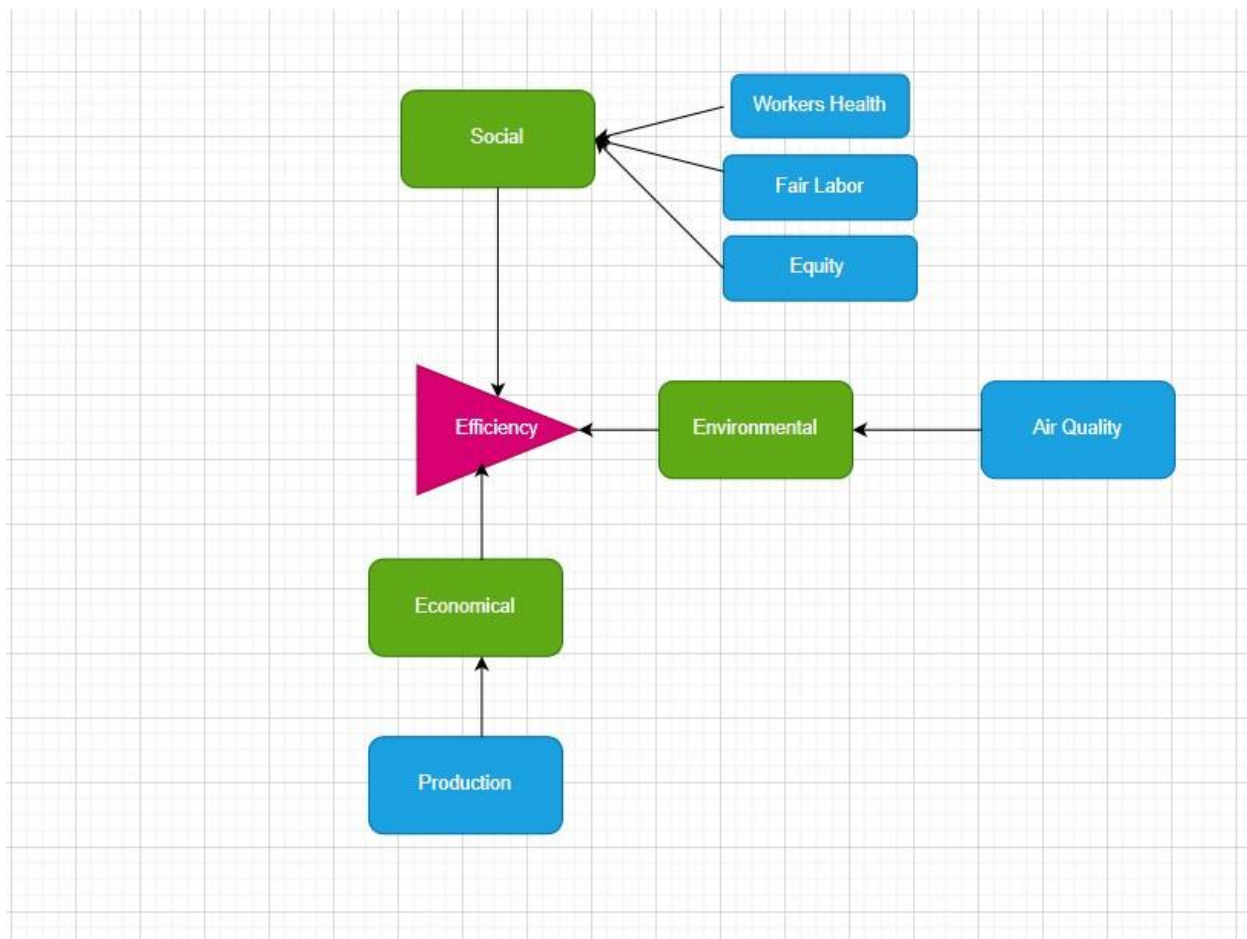 Workers Health
Social
Fair Labor
Equity
Efficiency
Environmental
Air Quality
Economical
Production